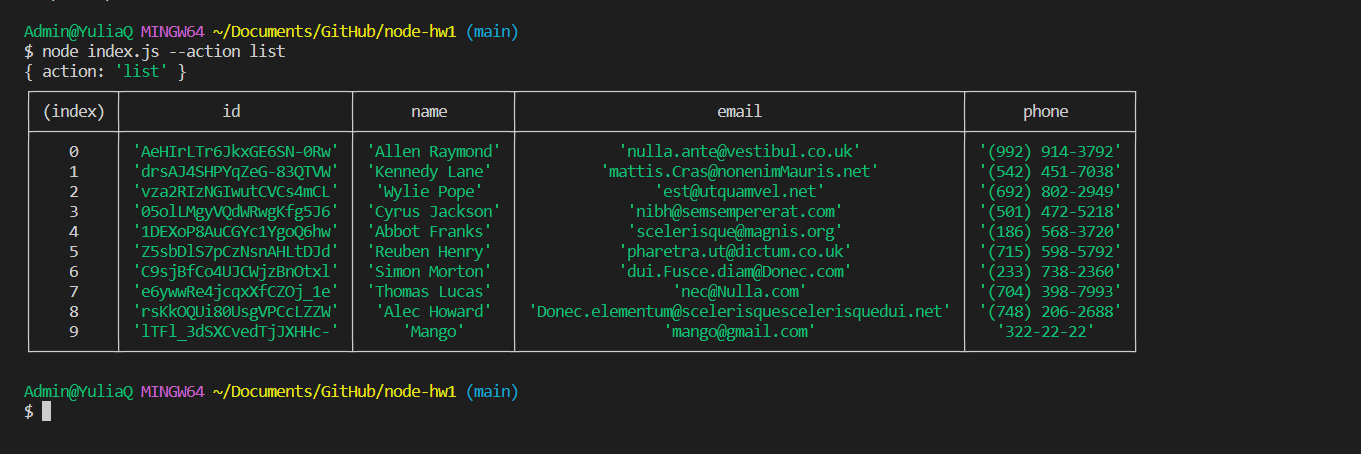 Admin@YuliaQ MINGW64 ~/Documents/GitHub/node-hw1 (main)
$ node index.js --action list
{ action: 'list' }
(index) id name email phone
0 'AeHIrLTr6JkxGE6SN-0Rw' 'Allen Raymond' 'nulla.ante@vestibul.co.uk' '(992) 914-3792'
1 'drsAJ4SHPYqZeG-83QTVW' 'Kennedy Lane' 'mattis.Cras@nonenimMauris.net' '(542) 451-7038'
2 'vza2RIzNGIwutCVCs4mCL' 'Wylie Pope' 'est@utquamvel.net' '(692) 802-2949'
3 '05olLMgyVQdWRwgKfg5J6' 'Cyrus Jackson' 'nibh@semsempererat.com' '(501) 472-5218'
4 '1DEXoP8AuCGYc1YgoQ6hw' 'Abbot Franks' 'scelerisque@magnis.org' '(186) 568-3720'
5 'Z5sbDlS7pCzNsnAHLtDJd' 'Reuben Henry' 'pharetra.ut@dictum.co.uk' '(715) 598-5792'
6 'C9sjBfCo4UJCWjzBnOtxl' 'Simon Morton' 'dui.Fusce.diam@Donec.com' '(233) 738-2360'
7 'e6ywwRe4jcqxXfCZOj_1e' 'Thomas Lucas' 'nec@Nulla.com' '(704) 398-7993'
8 'rsKkOQUi80UsgVPCcLZZW' 'Alec Howard' 'Donec.elementum@scelerisquescelerisquedui.net' '(748) 206-2688'
9 'lTFl_3dSXCvedTjJXHHc-' 'Mango' 'mango@gmail.com' '322-22-22'
Admin@YuliaQ MINGW64 ~/Documents/GitHub/node-hw1 (main)
$